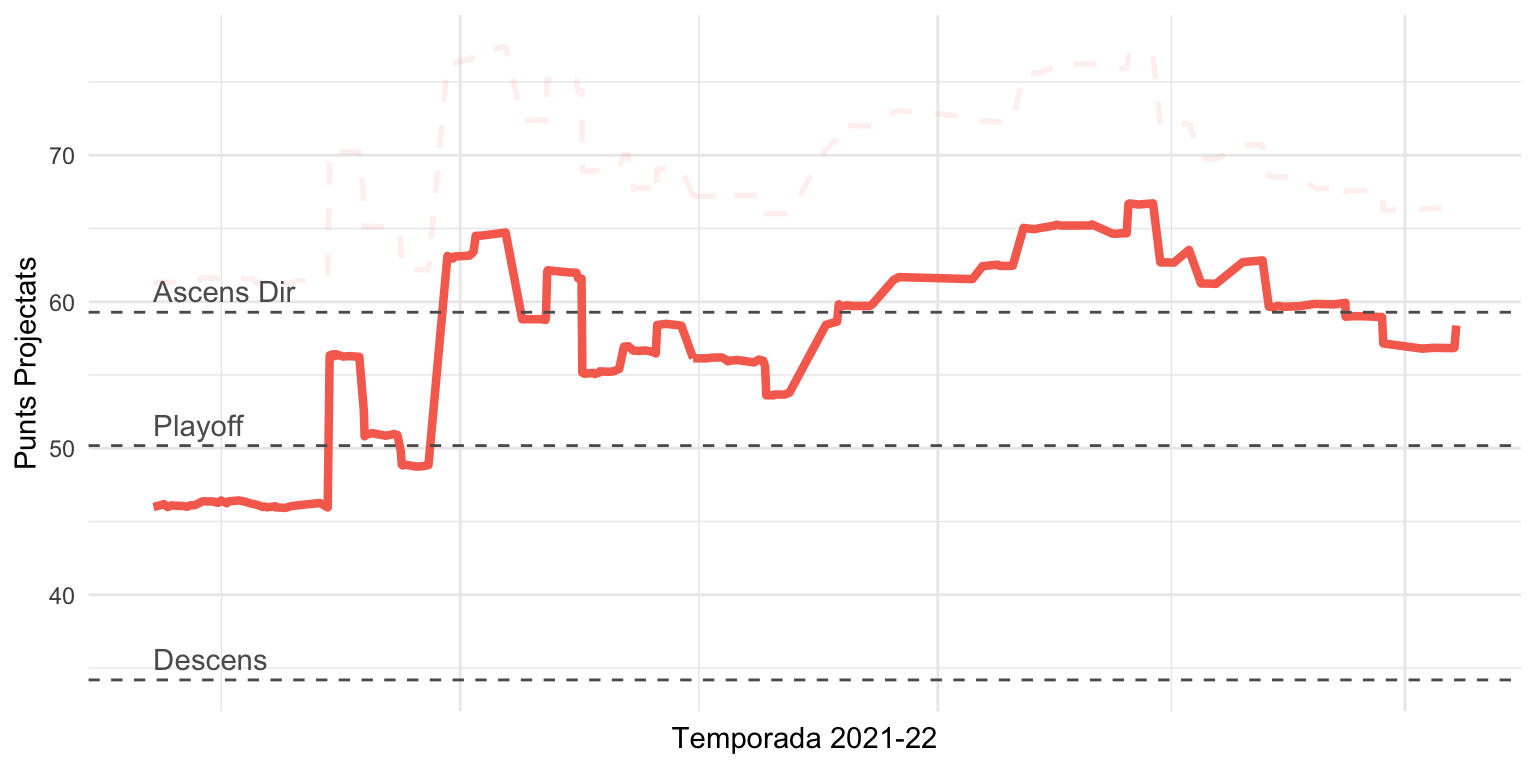 70
60
50
40
Punts Projectats
Ascens Dir
Playoff
Descens
Temporada 2021-22